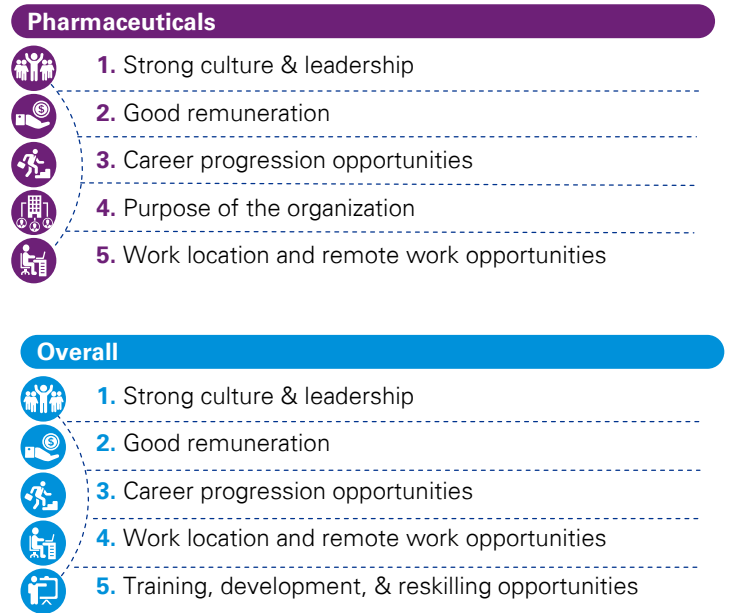 Pharmaceuticals
1. Strong culture & leadership
2. Good remuneration
3. Career progression opportunities
4. Purpose of the organization
5. Work location and remote work opportunities
Overall
1. Strong culture & leadership
2. Good remuneration
3. Career progression opportunities
4. Work location and remote work opportunities
5. Training, development, & reskilling opportunities